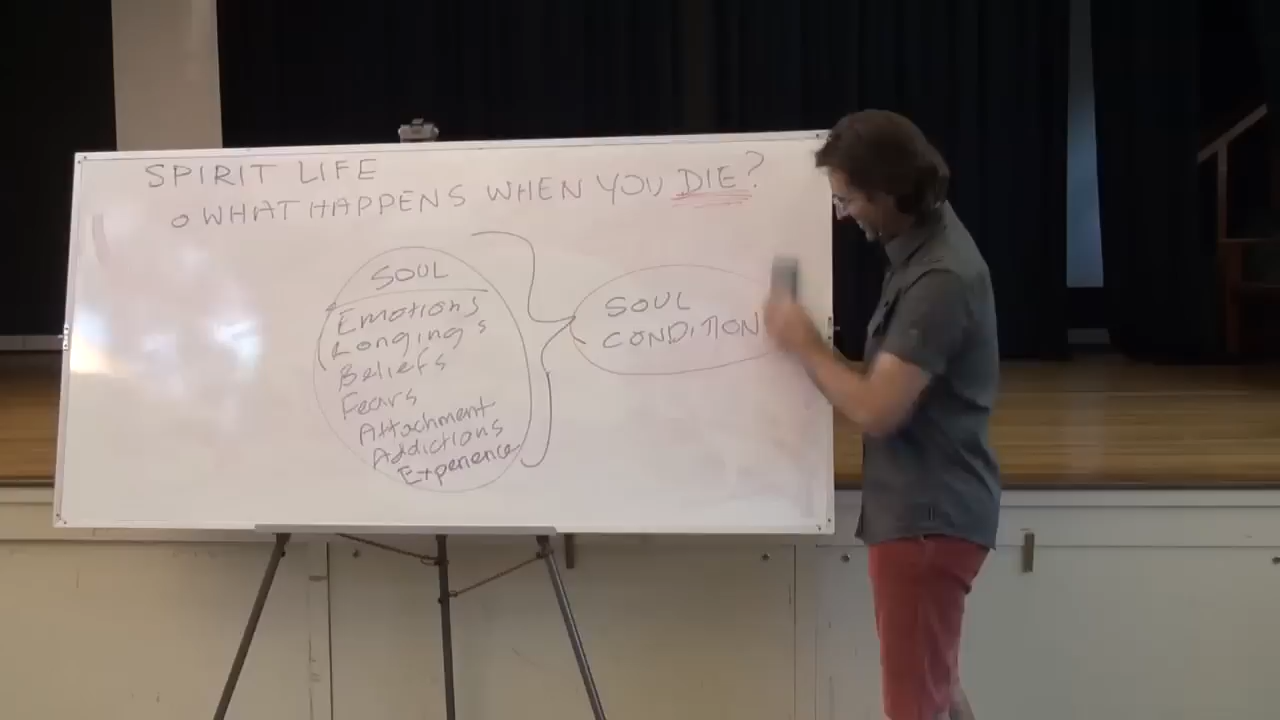 SPIRIT LIFE
o WHAT HAPPENS WHEN YOU DIE?
SOUL
Emotions
Longings
Beliefs
Fears
Attachment
Addictions
Experience
SOUL
CONDITION